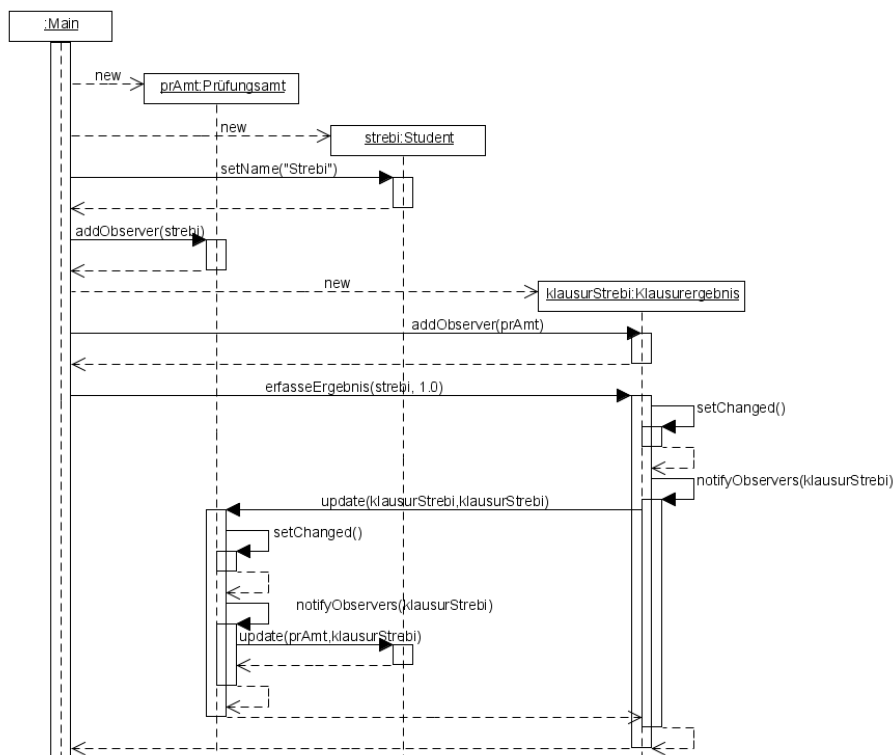 :Main
new
prAmt:Prüfungsamt
new
strebi:Student
setName("Strebi")
addObserver(strebi)
new
klausurStrebi:Klausurergebnis
addObserver(prAmt)
erfasseErgebnis(strebi, 1.0)
setChanged()
notifyObservers(klausurStrebi)
update(klausurStrebi,klausurStrebi)
setChanged()
notifyObservers(klausurStrebi)
update(prAmt,klausurStrebi)